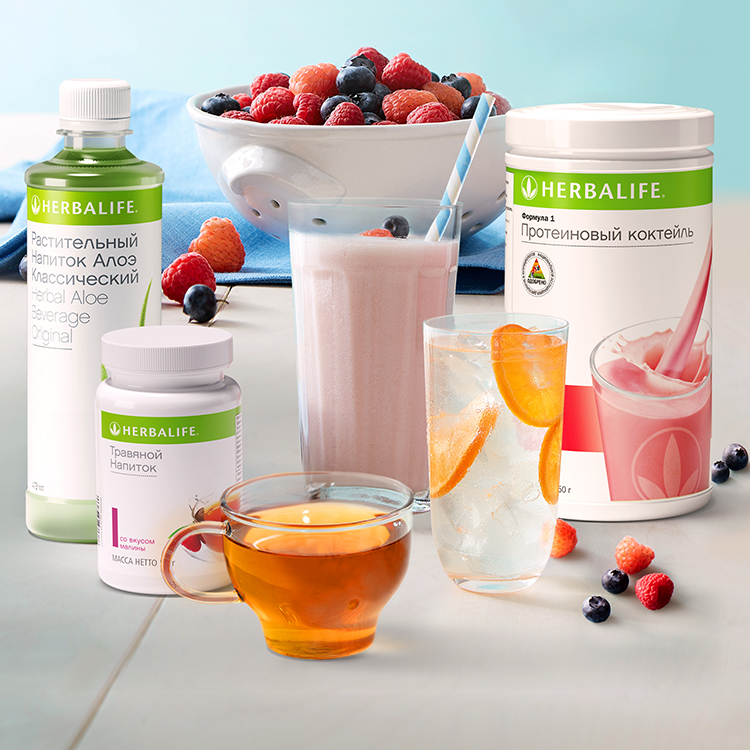 HERBALIFE
Растительный
Напиток Алоэ
Классический
Herbal Aloe
Beverage
Original
HERBALIFE
Травяной
Напиток
со вкусом
малины
МАССА НЕТТО
г
HERBALIFE
Формула 1
Протеиновый коктейль
ОДОБРЕНО